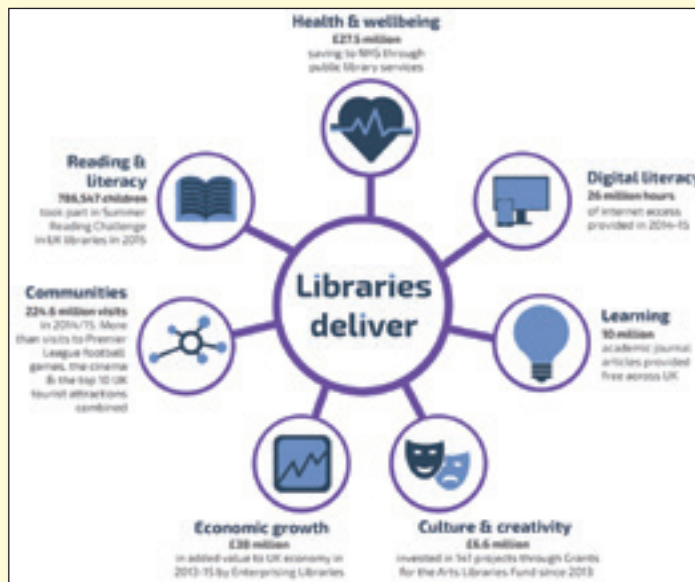 Health & wellbeing
£27.5 million
saving to NHS through
public library services
Reading &
literacy
786,547 children
took part in Summer
Reading Challenge
in UK libraries in 2015
Digital literacy
26 million hours
of internet access
provided in 2014-15
Communities
224.6 million visits
in 2014/15. More
than visits to Premier
League football
games, the cinema
& the top 10 UK
tourist attractions
combined
Libraries
deliver
Learning
10 million
academic journal
articles provided
free across UK
Economic growth
£38 million
in added value to UK economy in
2013-15 by Enterprising Libraries
Culture & creativity
£6.6 million
invested in 141 projects through Grants
for the Arts Libraries Fund since 2013